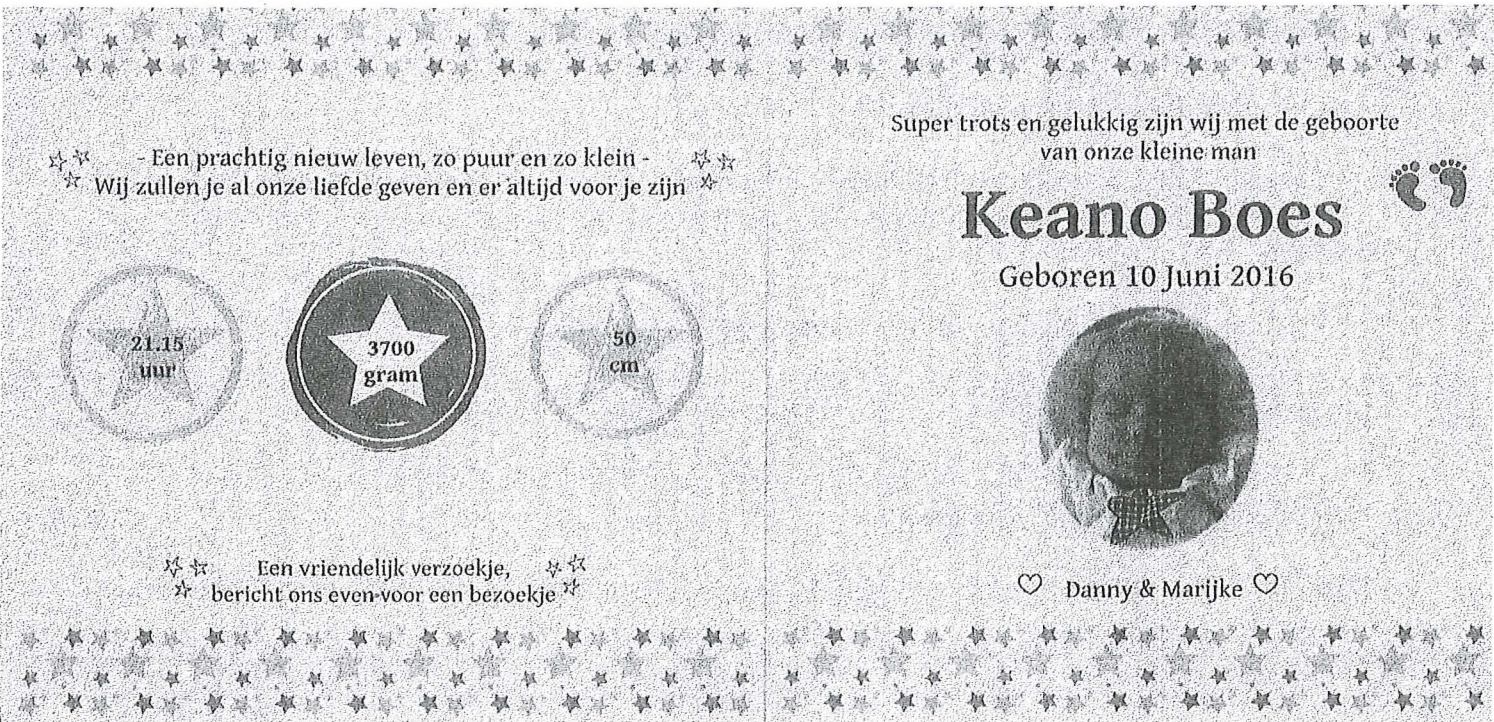 - Een prachtig nieuw leven, zo puur en zo klein -
Wij zullen je al onze liefde geven en er altijd voor je zijn
21.15
uur
3700
gram
50
cm
Een vriendelijk verzoekje,
bericht ons even voor een bezoekje
Super trots en gelukkig zijn wij met de geboorte
van onze kleine man
Keano Boes
Geboren 10 Juni 2016
Danny & Marijke